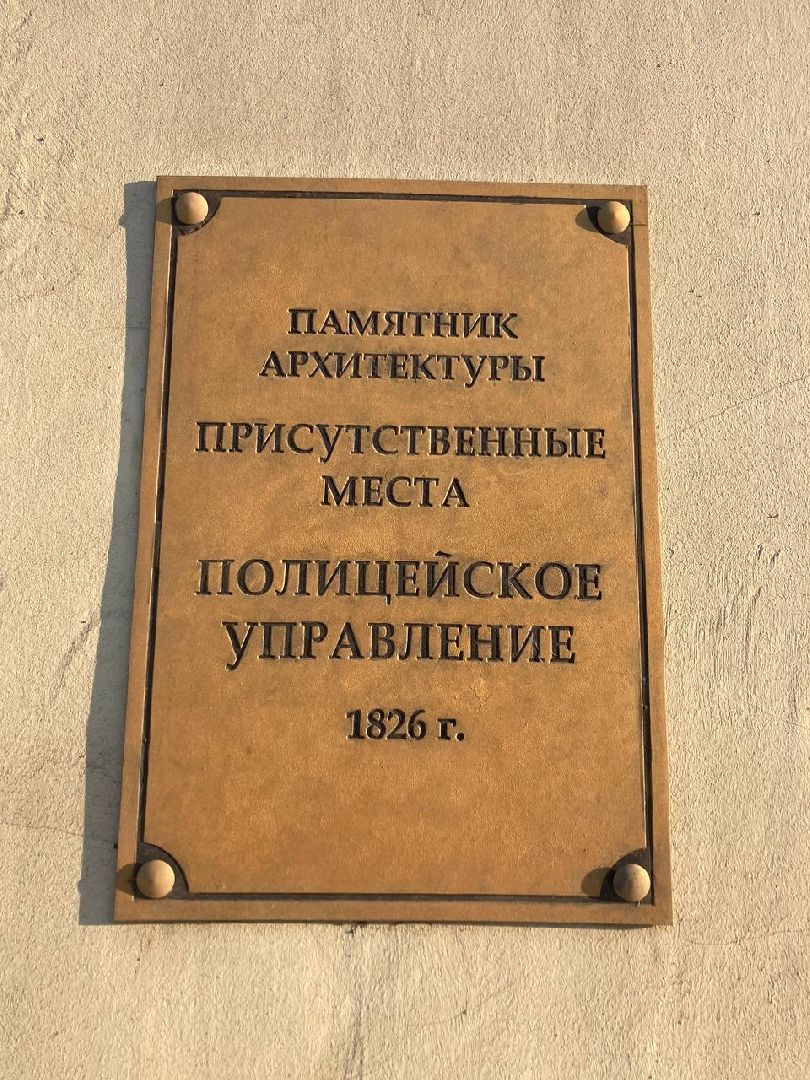 ПАМЯТНИК
АРХИТЕКТУРЫ
ПРИСУТСТВЕННЫЕ
МЕСТА
ПОЛИЦЕЙСКОЕ
УПРАВЛЕНИЕ
1826 г.